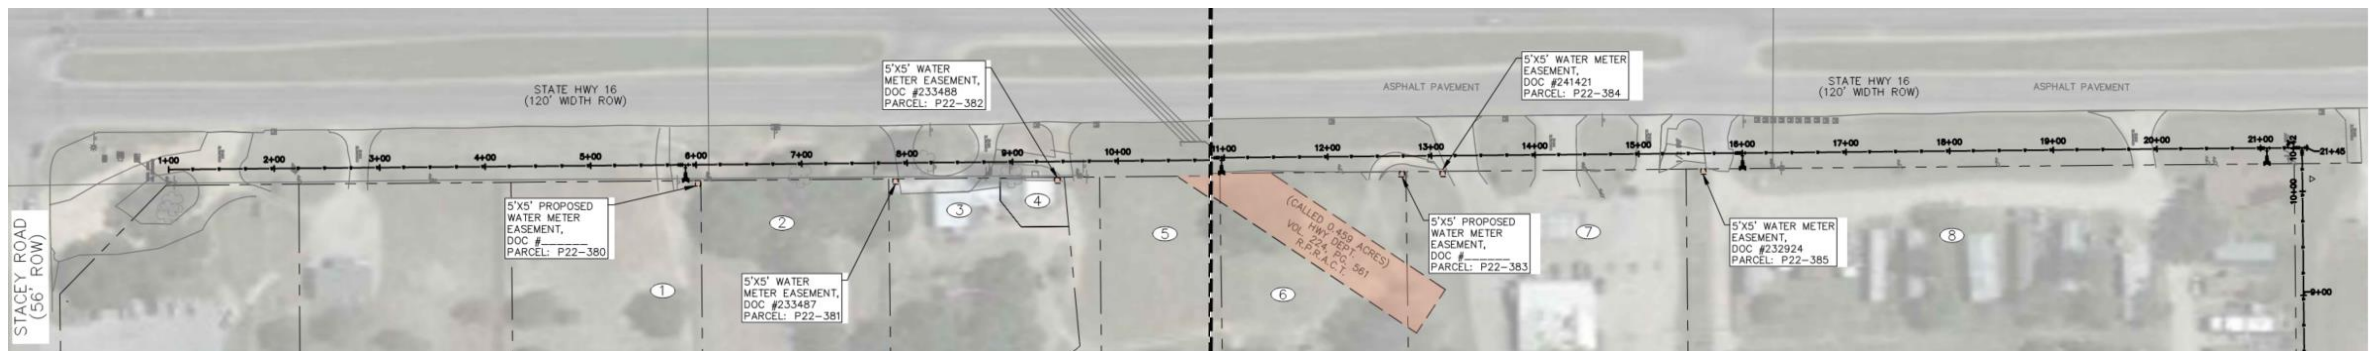 STATE HWY 16
(120' WIDTH ROW)
5'X5' WATER
METER EASEMENT,
DOC #233488
PARCEL: P22-382
ASPHALT PAVEMENT
5'X5' WATER METER
EASEMENT,
DOC #241421
PARCEL: P22-384
STATE HWY 16
(120' WIDTH ROW)
ASPHALT PAVEMENT
1+00
2+00
3+00
4+00
5+00
6+00
7+00
8+00
9+00
10+00
11+00
12+00
13+00
14+00
15+00
16+00
17+00
18+00
19+00
20+00
21+00
21+45
10+00
9+00
STACEY ROAD
(56' ROW)
5'X5' PROPOSED
WATER METER
EASEMENT,
DOC #______
PARCEL: P22-380
1
2
5'X5' WATER
METER EASEMENT,
DOC #233487
PARCEL: P22-381
3
4
5
6
(CALLED 0.459 ACRES)
HWY DEPT.
VOL 224 PG. 561
R.P.R.A.C.T.
5'X5' PROPOSED
WATER METER
EASEMENT,
DOC #______
PARCEL: P22-383
7
5'X5' WATER METER
EASEMENT,
DOC #232924
PARCEL: P22-385
8